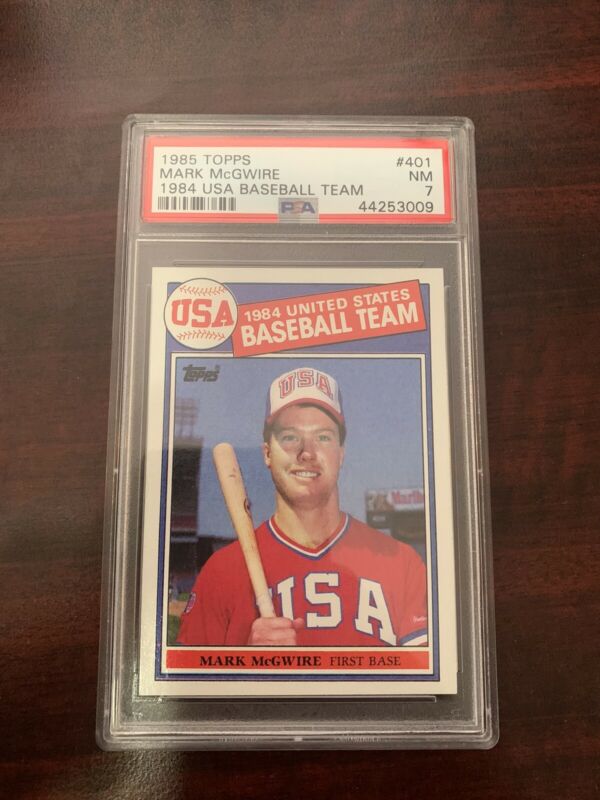 1985 TOPPS #401
MARK McGWIRE NM
1984 USA BASEBALL TEAM 7
PSA 44253009
USA
1984 UNITED STATES
BASEBALL TEAM
TOPPS
USA
Marlb
USA
MARK McGWIRE FIRST BASE